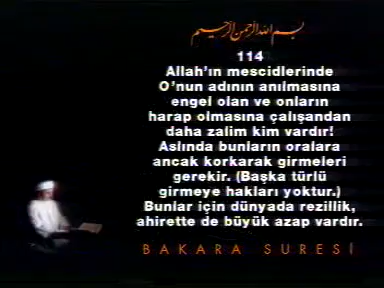 بسم الله الرحمن الرحيم
114
Allah'ın mescidlerinde
O'nun adının anılmasına
engel olan ve onların
harap olmasına çalışandan
daha zalim kim vardır!
Aslında bunların oralara
ancak korkarak girmeleri
gerekir. (Başka türlü
girmeye hakları yoktur.)
Bunlar için dünyada rezillik,
ahirette de büyük azap vardır.
BAKARA SURESİ